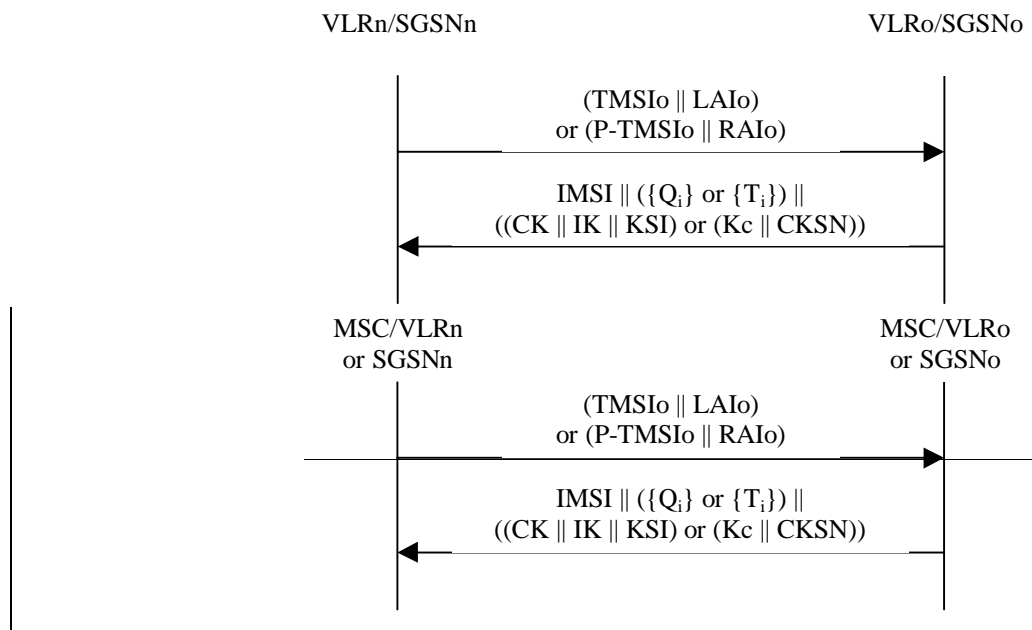 VLRn/SGSNn VLRo/SGSNo
(TMSIo || LAIo)
or (P-TMSIo || RAIo)
IMSI || ({Qi} or {Ti}) ||
((CK || IK || KSI) or (Kc || CKSN))
MSC/VLRn MSC/VLRo
or SGSNn or SGSNo
(TMSIo || LAIo)
or (P-TMSIo || RAIo)
IMSI || ({Qi} or {Ti}) ||
((CK || IK || KSI) or (Kc || CKSN))